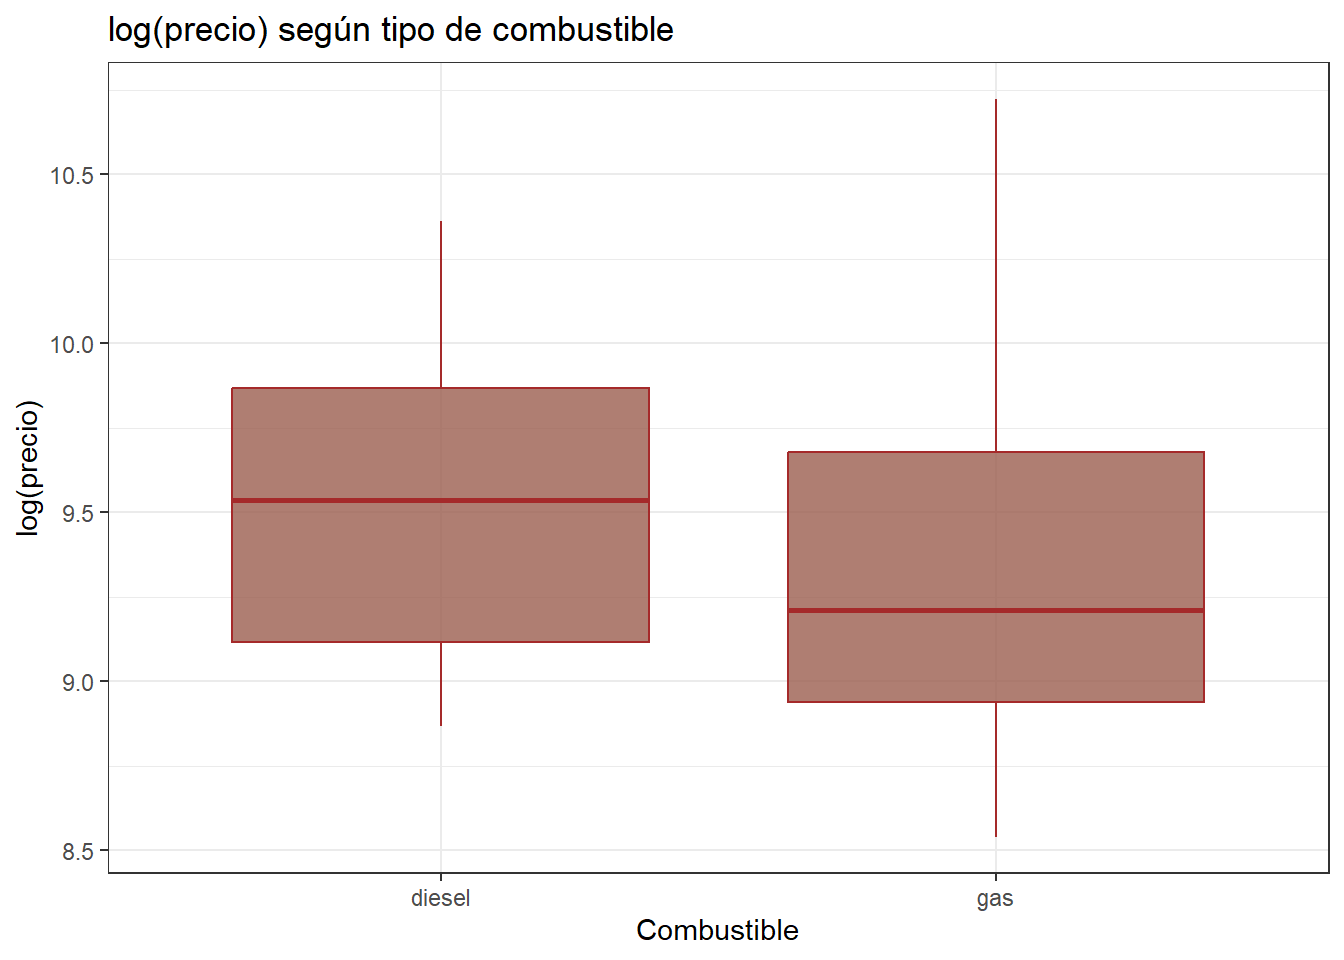 log(precio) según tipo de combustible
log(precio)
10.5
10.0
9.5
9.0
8.5
diesel
gas
Combustible